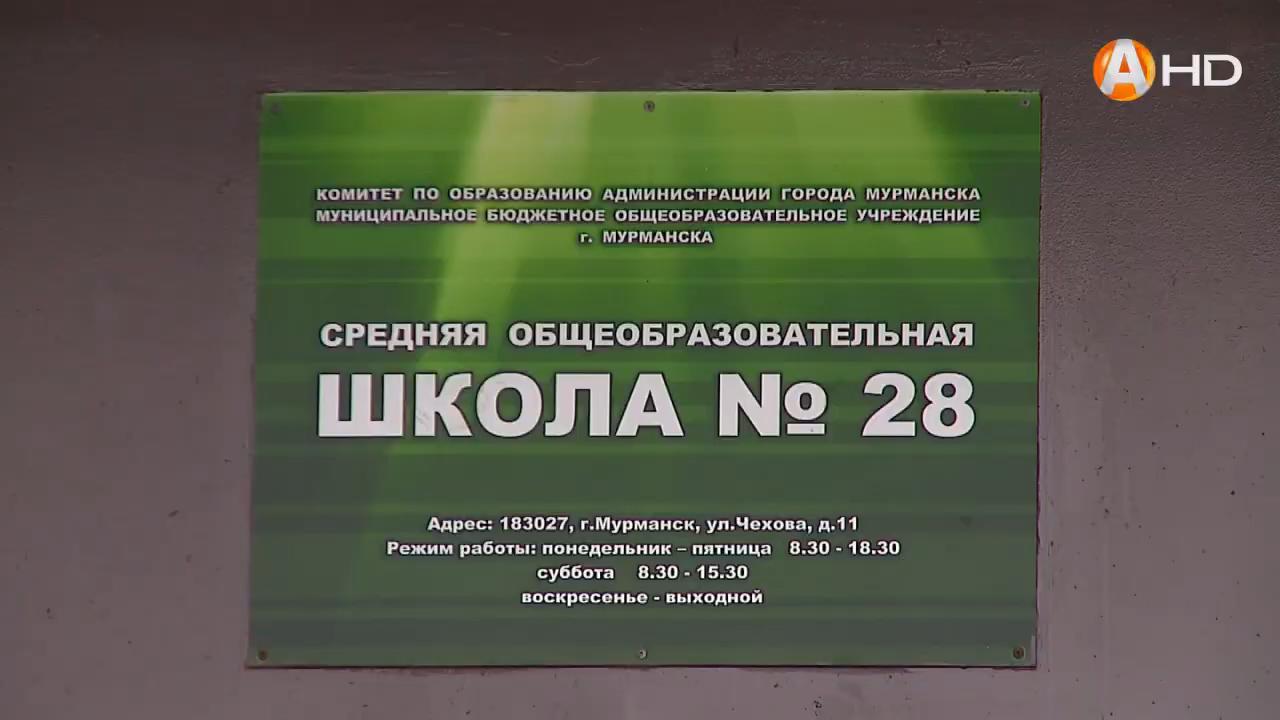 А HD
КОМИТЕТ ПО ОБРАЗОВАНИЮ АДМИНИСТРАЦИИ ГОРОДА МУРМАНСКА
МУНИЦИПАЛЬНОЕ БЮДЖЕТНОЕ ОБЩЕОБРАЗОВАТЕЛЬНОЕ УЧРЕЖДЕНИЕ
г. МУРМАНСКА
СРЕДНЯЯ ОБЩЕОБРАЗОВАТЕЛЬНАЯ
ШКОЛА № 28
Адрес: 183027, г.Мурманск, ул.Чехова, д.11
Режим работы: понедельник – пятница 8.30 - 18.30
суббота 8.30 - 15.30
воскресенье - выходной